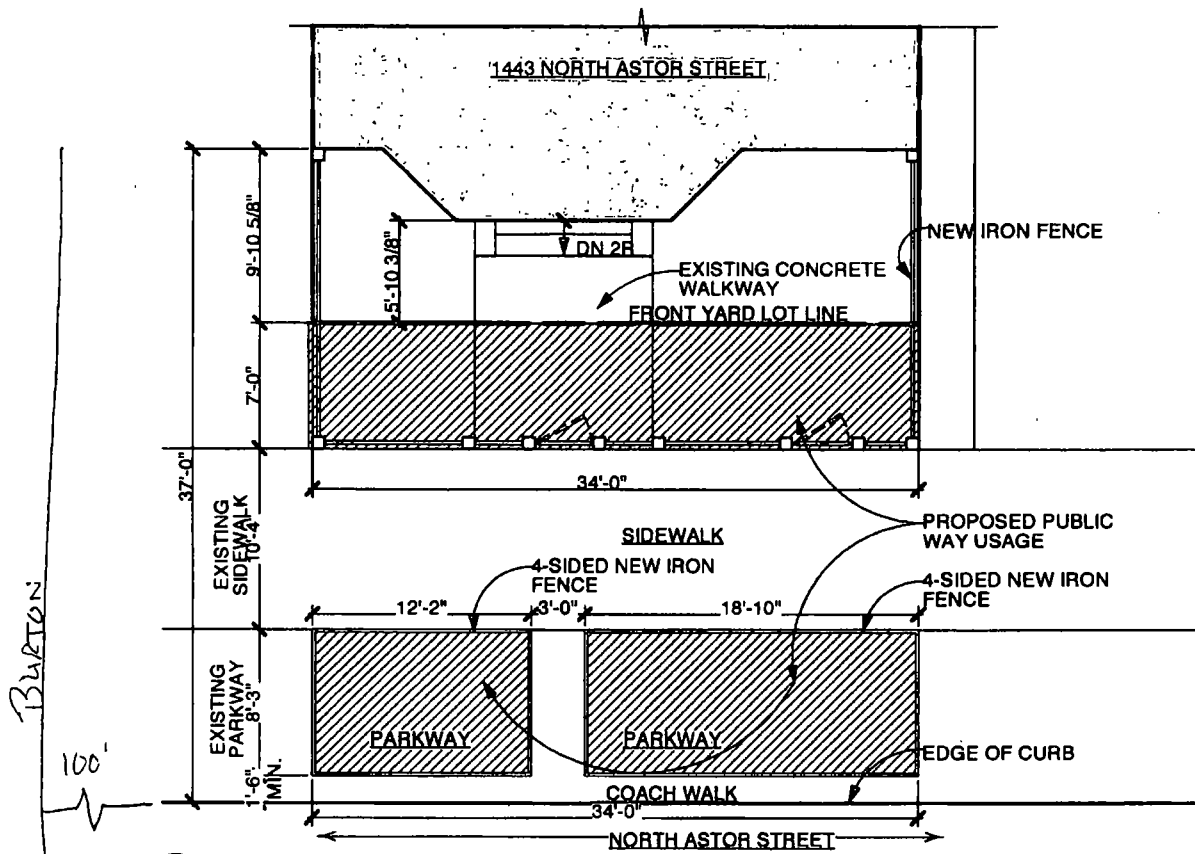 1443 NORTH ASTOR STREET
9'-10 5/8"
5'-10 3/8"
DN 2R
NEW IRON FENCE
EXISTING CONCRETE
WALKWAY
FRONT YARD LOT LINE
7'-0"
37'-0"
34'-0"
EXISTING
SIDEWALK
10'-4"
SIDEWALK
PROPOSED PUBLIC
WAY USAGE
4-SIDED NEW IRON
FENCE
4-SIDED NEW IRON
FENCE
12'-2"
3'-0"
18'-10"
BURTON
EXISTING
PARKWAY
8'-3"
PARKWAY
PARKWAY
100'
1'-6"
MIN.
EDGE OF CURB
COACH WALK
34'-0"
NORTH ASTOR STREET